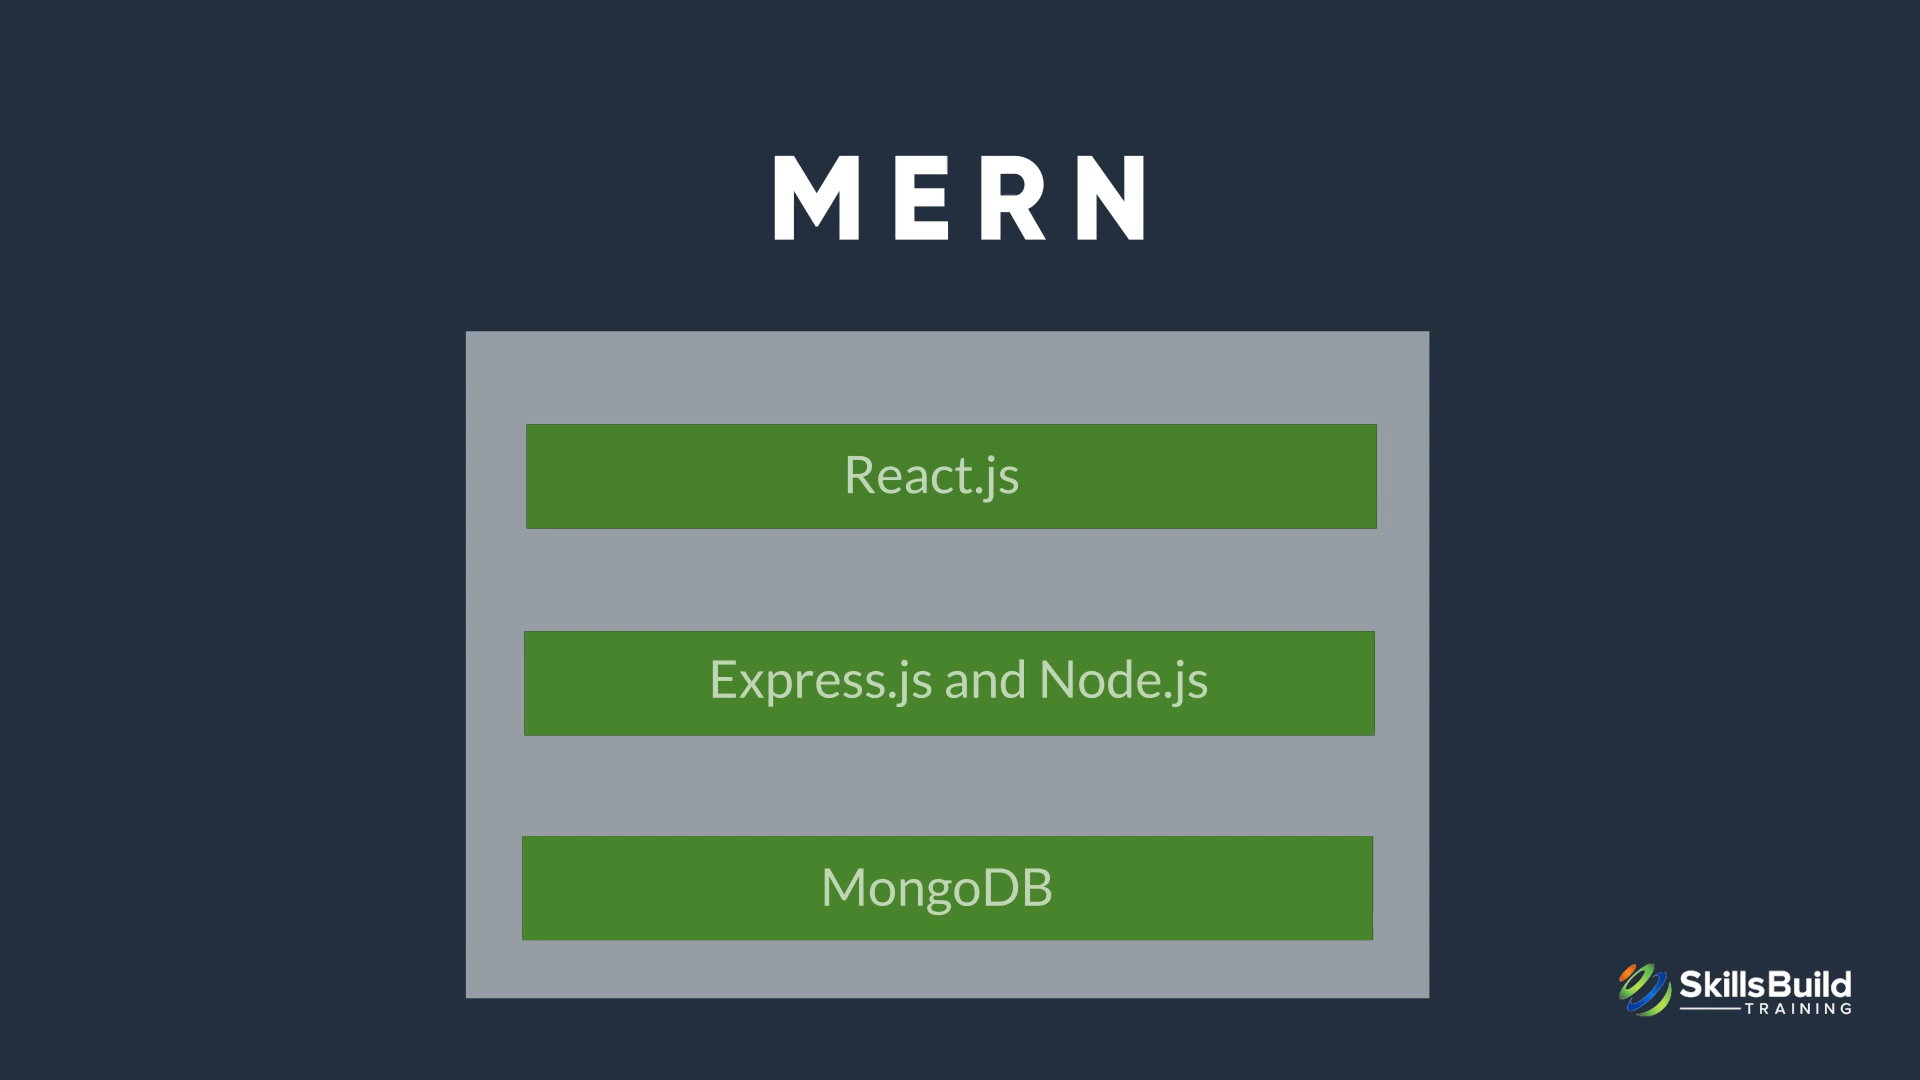 MERN
React.js
Express.js and Node.js
MongoDB
SkillsBuild
TRAINING